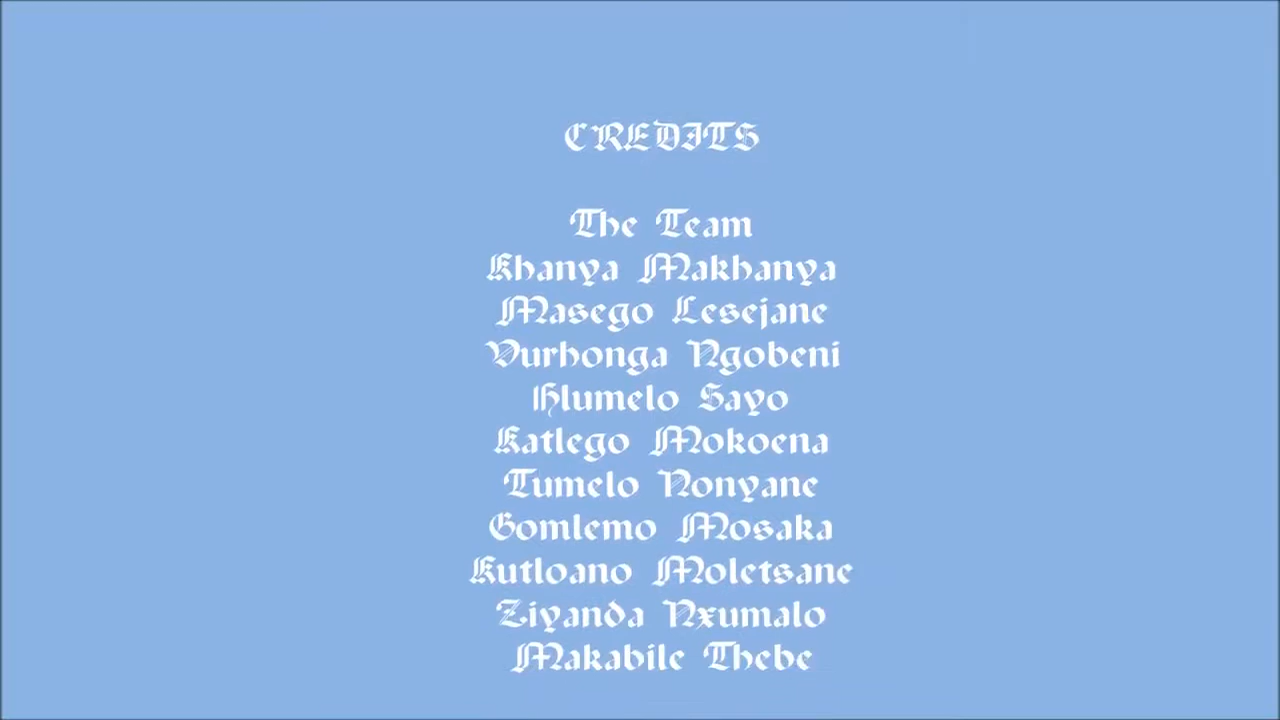 CREDITS
The Team
Khanya Makhanya
Masego Lesejane
Vurhonga Ngobeni
Hlumelo Sayo
Katlego Mokoena
Tumelo Nonyane
Gomlemo Mosaka
Kutloano Moletsane
Ziyanda Nxumalo
Makabile Thebe